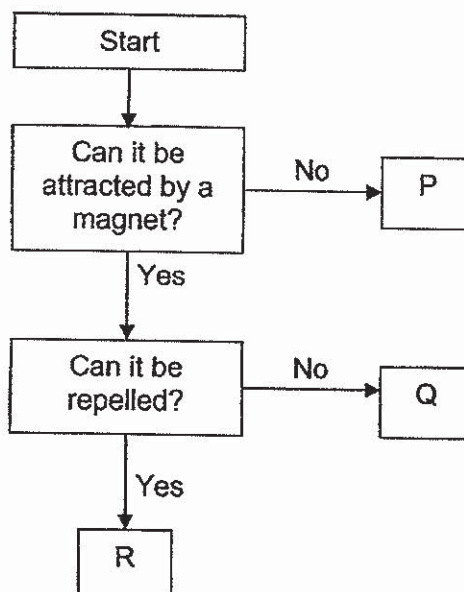 Start
Can it be
attracted by a
magnet?
No
P
Yes
Can it be
repelled?
No
Q
Yes
R